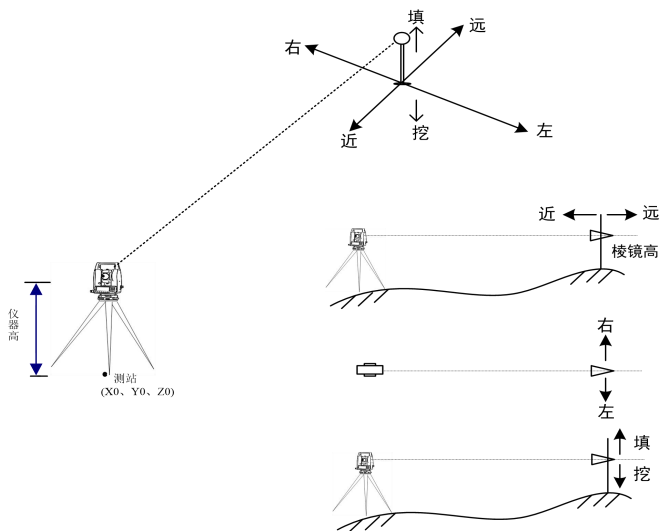 填
远
右
近
挖
左
近
远
棱镜高
仪器高
测站
(X0、Y0、Z0)
右
左
填
挖